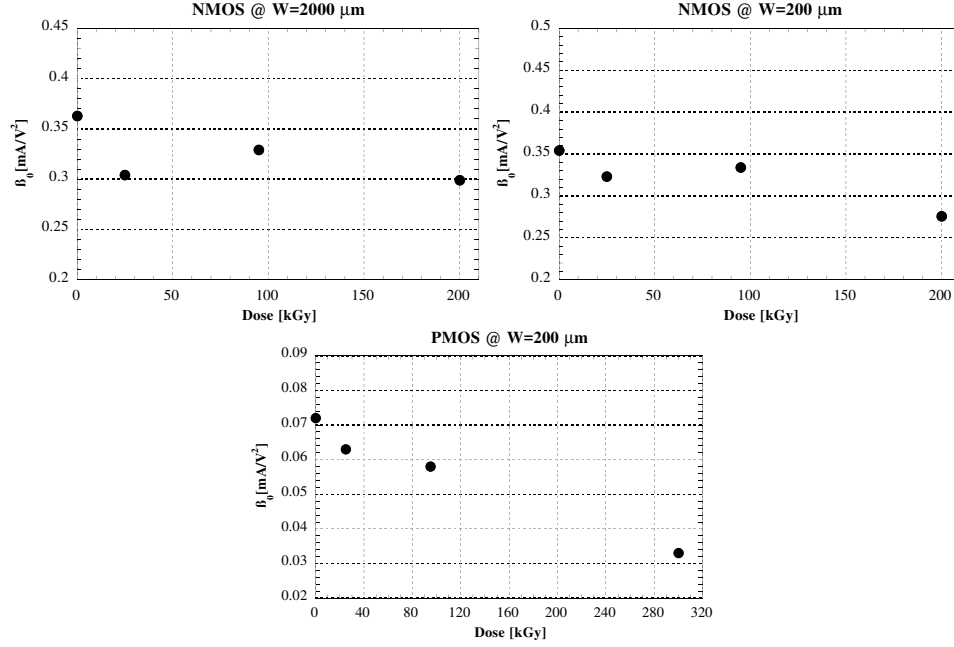 NMOS @ W=2000 μm
0.45
0.4
0.35
0.3
0.25
0.2
ß₀ [mA/V²]
0 50 100 150 200
Dose [kGy]
NMOS @ W=200 μm
0.5
0.45
0.4
0.35
0.3
0.25
0.2
ß₀ [mA/V²]
0 50 100 150 200
Dose [kGy]
PMOS @ W=200 μm
0.09
0.08
0.07
0.06
0.05
0.04
0.03
0.02
ß₀ [mA/V²]
0 40 80 120 160 200 240 280 320
Dose [kGy]